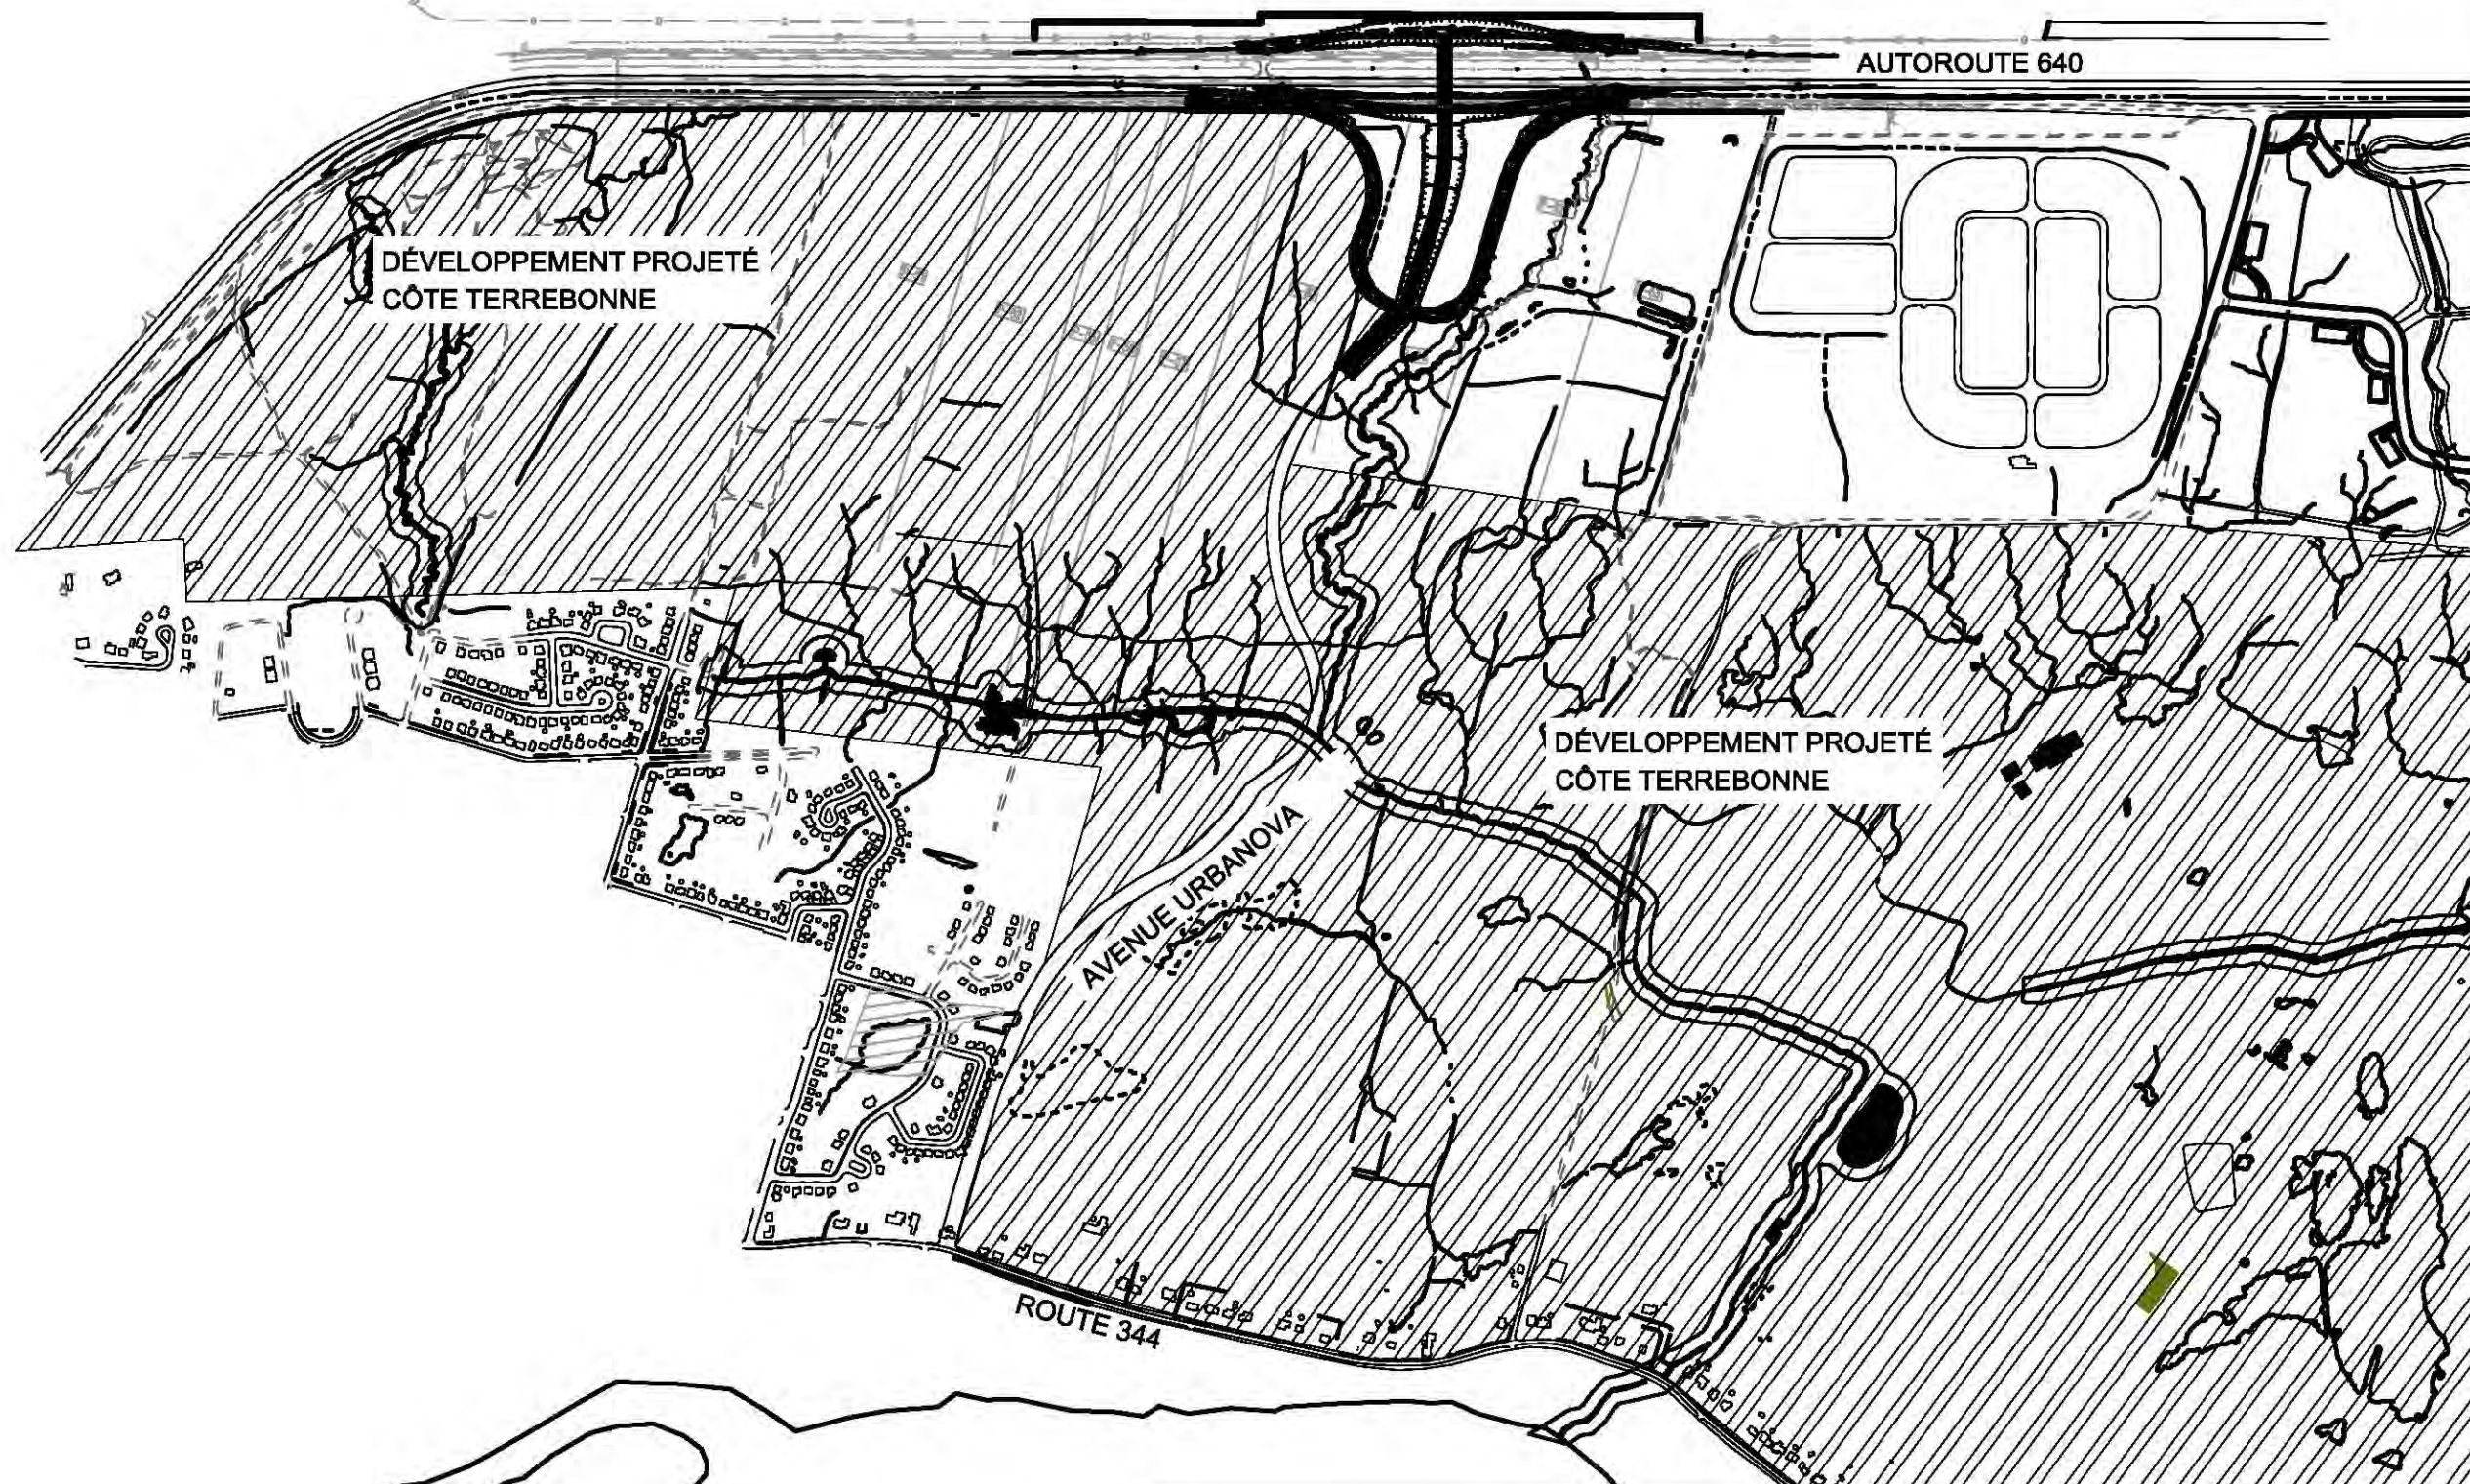 AUTOROUTE 640
DÉVELOPPEMENT PROJETÉ
CÔTE TERREBONNE
DÉVELOPPEMENT PROJETÉ
CÔTE TERREBONNE
AVENUE URBANOVA
ROUTE 344